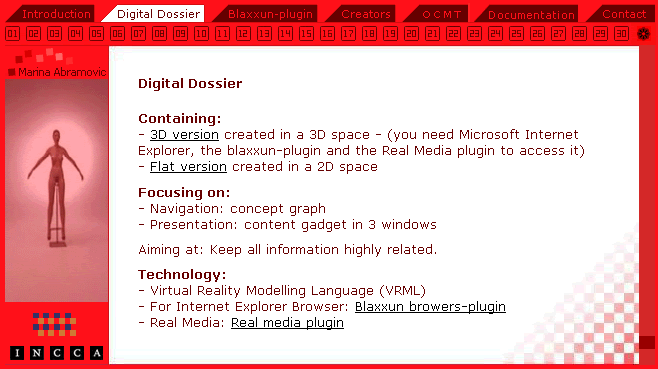 Introduction Digital Dossier Blaxxun-plugin Creators OCMT Documentation Contact
01 02 03 04 05 06 07 08 09 10 11 12 13 14 15 16 17 18 19 20 21 22 23 24 25 26 27 28 29 30
Marina Abramovic
Digital Dossier
Containing:
- 3D version created in a 3D space - (you need Microsoft Internet
Explorer, the blaxxun-plugin and the Real Media plugin to access it)
- Flat version created in a 2D space
Focusing on:
- Navigation: concept graph
- Presentation: content gadget in 3 windows
Aiming at: Keep all information highly related.
Technology:
- Virtual Reality Modelling Language (VRML)
- For Internet Explorer Browser: Blaxxun browers-plugin
- Real Media: Real media plugin
INCCA